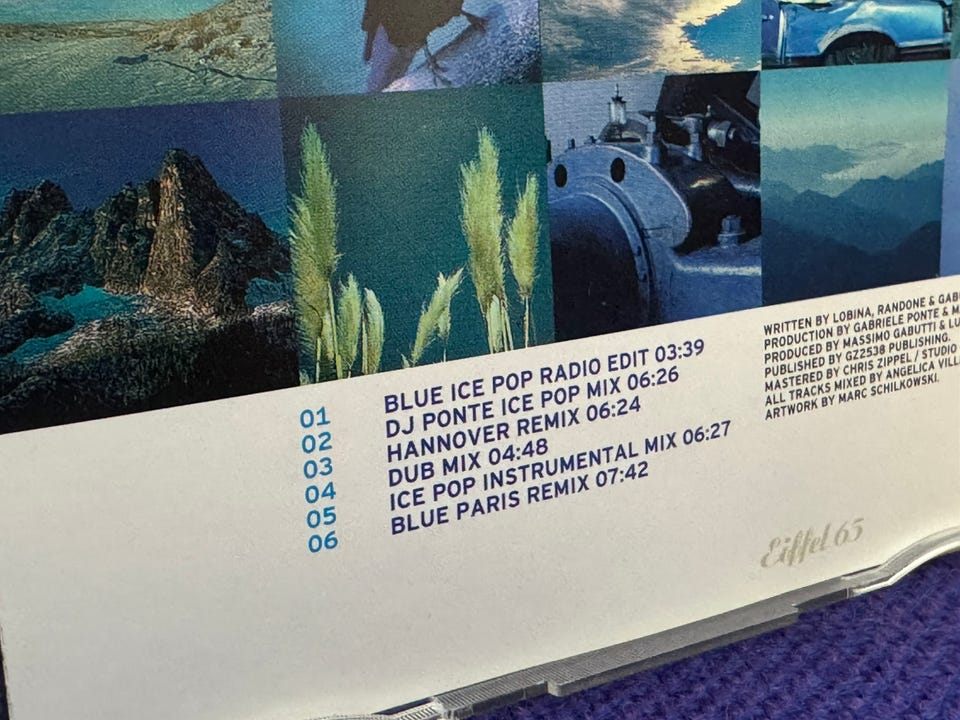 01 BLUE ICE POP RADIO EDIT 03:39
02 DJ PONTE ICE POP MIX 06:26
03 HANNOVER REMIX 06:24
04 DUB MIX 04:48
05 ICE POP INSTRUMENTAL MIX 06:27
06 BLUE PARIS REMIX 07:42
WRITTEN BY LOBINA, RANDONE &
PRODUCTION BY GABRIELE PONTE &
PRODUCED BY MASSIMO GABUTTI &
PUBLISHED BY GZ2538 PUBLISHING.
MASTERED BY CHRIS ZIPPEL / STUDIO
ALL TRACKS MIXED BY ANGELICA
ARTWORK BY MARC SCHILKOWSKI.
Eiffel 65